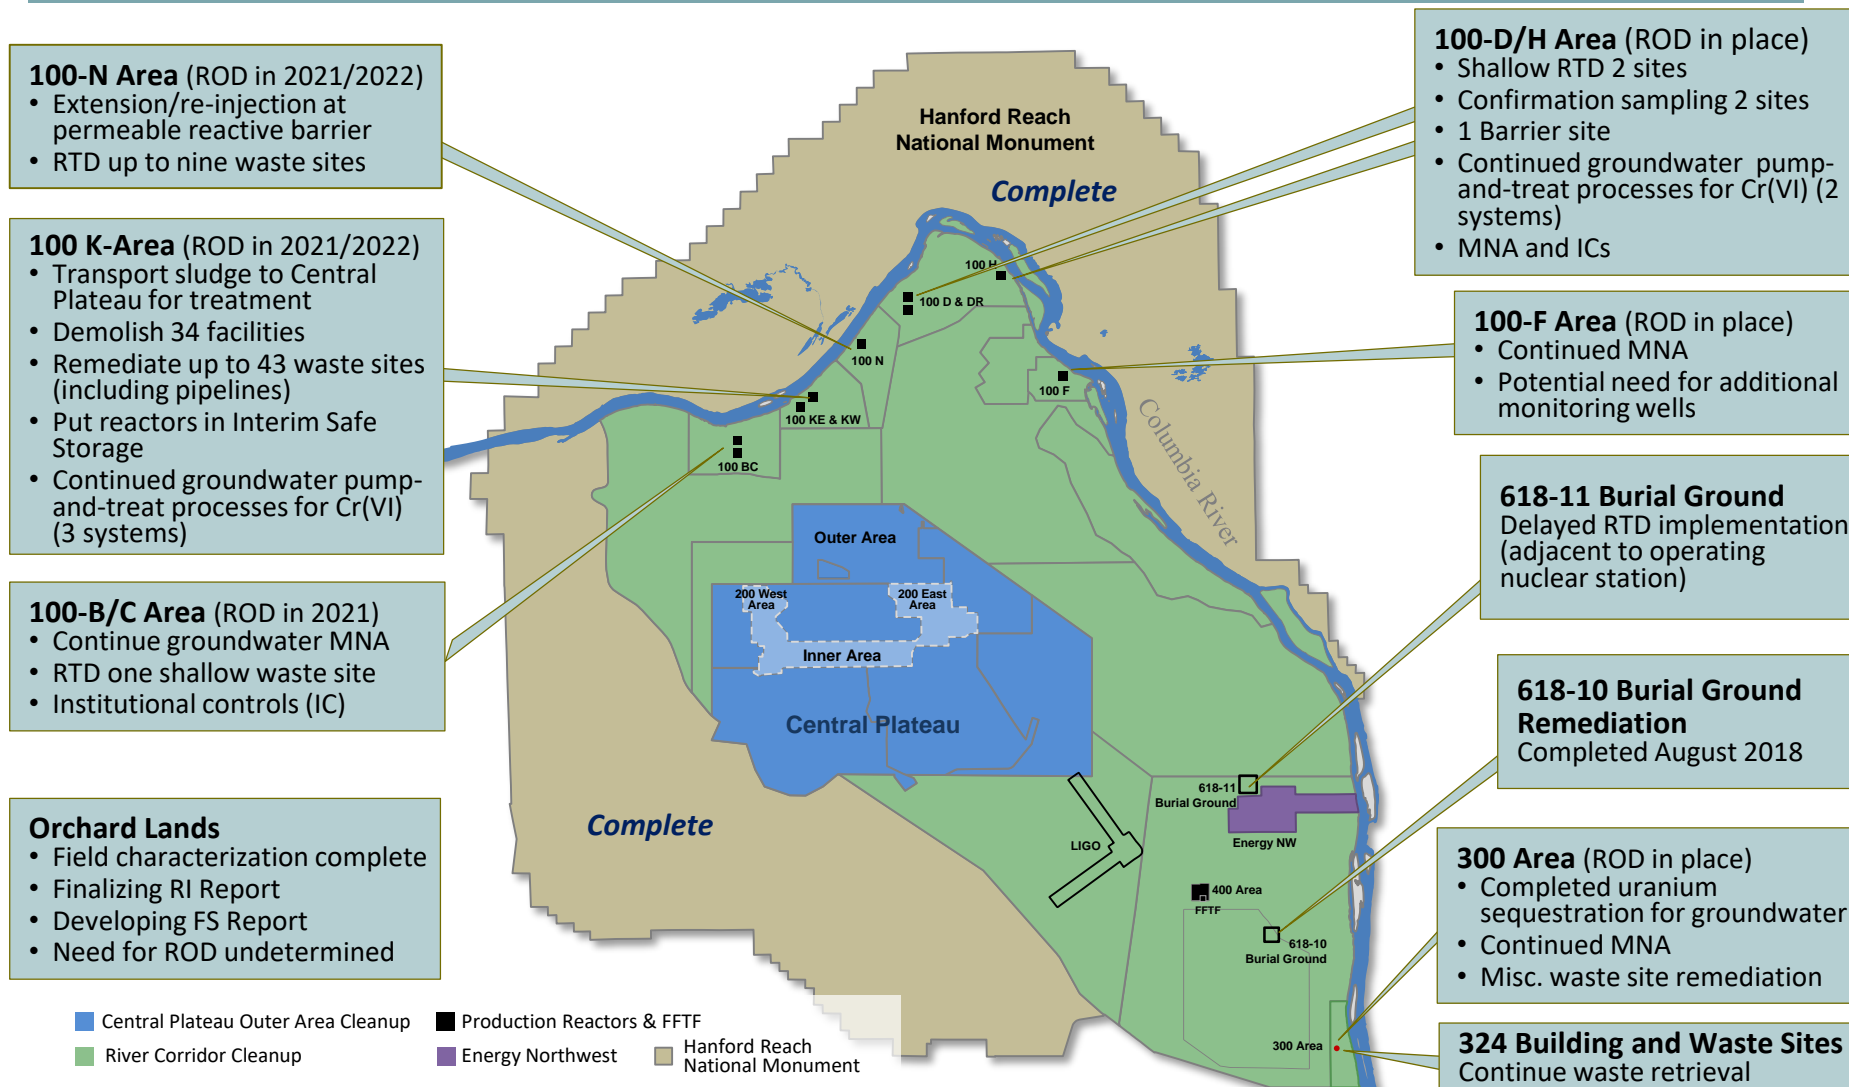 100-N Area (ROD in 2021/2022)
• Extension/re-injection at
permeable reactive barrier
• RTD up to nine waste sites
100 K-Area (ROD in 2021/2022)
• Transport sludge to Central
Plateau for treatment
• Demolish 34 facilities
• Remediate up to 43 waste sites
(including pipelines)
• Put reactors in Interim Safe
Storage
• Continued groundwater pump-
and-treat processes for Cr(VI)
(3 systems)
100-B/C Area (ROD in 2021)
• Continue groundwater MNA
• RTD one shallow waste site
• Institutional controls (IC)
Orchard Lands
• Field characterization complete
• Finalizing RI Report
• Developing FS Report
• Need for ROD undetermined
Hanford Reach
National Monument
Complete
100 H
100 D & DR
100 N
100 F
100 KE & KW
100 BC
Columbia River
Outer Area
200 West
Area
200 East
Area
Inner Area
Central Plateau
Complete
LIGO
618-11
Burial Ground
Energy NW
400 Area
FFTF
618-10
Burial Ground
300 Area
100-D/H Area (ROD in place)
• Shallow RTD 2 sites
• Confirmation sampling 2 sites
• 1 Barrier site
• Continued groundwater pump-
and-treat processes for Cr(VI) (2
systems)
• MNA and ICs
100-F Area (ROD in place)
• Continued MNA
• Potential need for additional
monitoring wells
618-11 Burial Ground
Delayed RTD implementation
(adjacent to operating
nuclear station)
618-10 Burial Ground
Remediation
Completed August 2018
300 Area (ROD in place)
• Completed uranium
sequestration for groundwater
• Continued MNA
• Misc. waste site remediation
324 Building and Waste Sites
Continue waste retrieval
Central Plateau Outer Area Cleanup
Production Reactors & FFTF
River Corridor Cleanup
Energy Northwest
Hanford Reach
National Monument